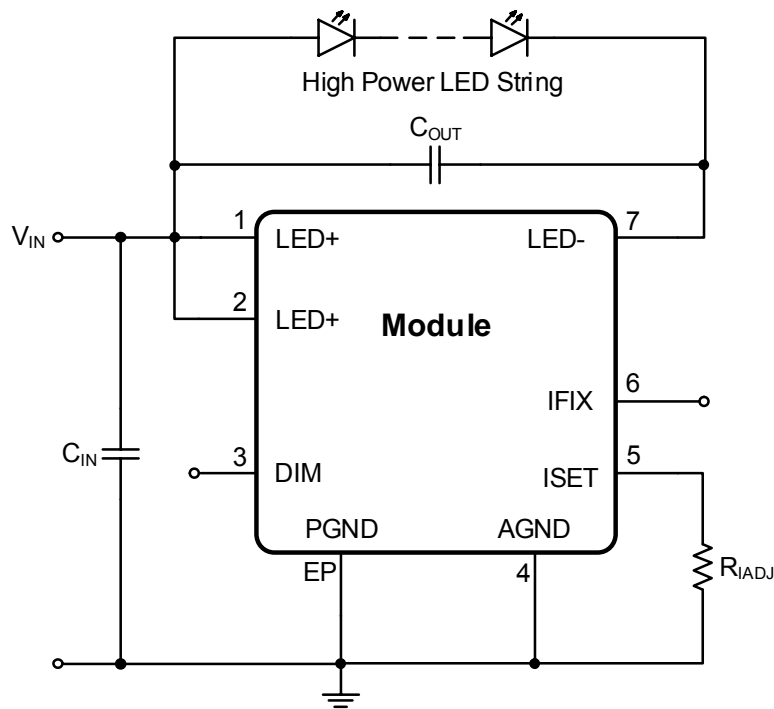 High Power LED String
COUT
VIN
1
LED+
LED-
7
2
LED+
Module
IFIX
6
CIN
3
DIM
ISET
5
PGND
AGND
EP
4
RIADJ